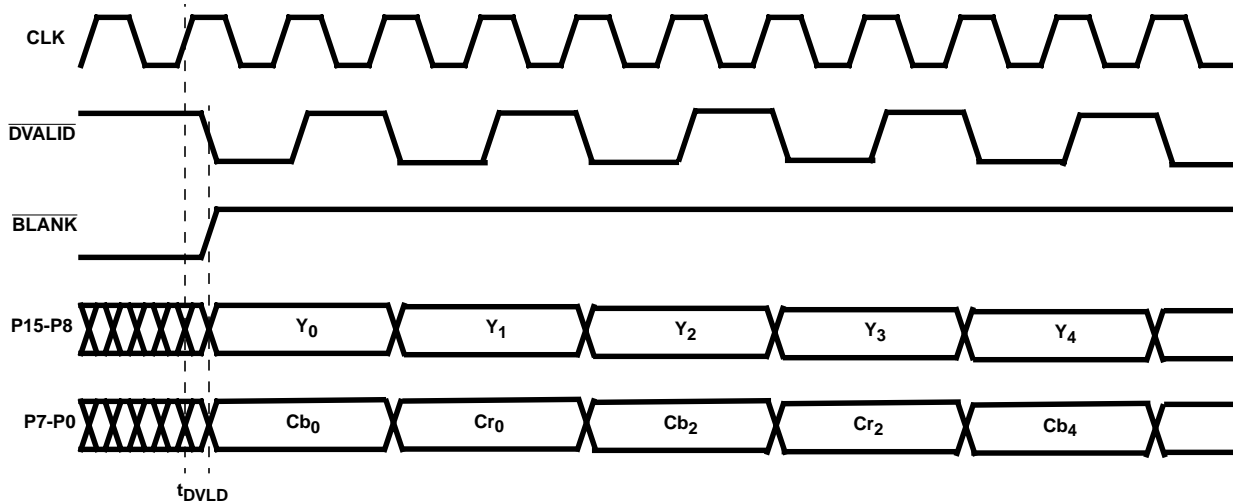 CLK
DVALID
BLANK
P15-P8 Y0 Y1 Y2 Y3 Y4
P7-P0 Cb0 Cr0 Cb2 Cr2 Cb4
tDVLD